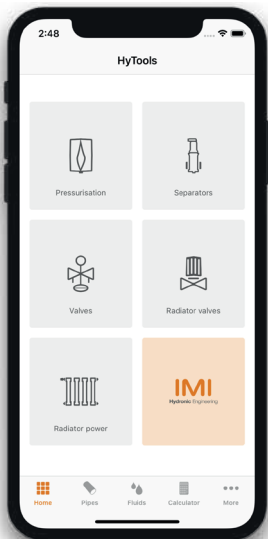 2:48
HyTools
Pressurisation
Separators
Valves
Radiator valves
Radiator power
IMI
Hydronic Engineering
Home
Pipes
Fluids
Calculator
More